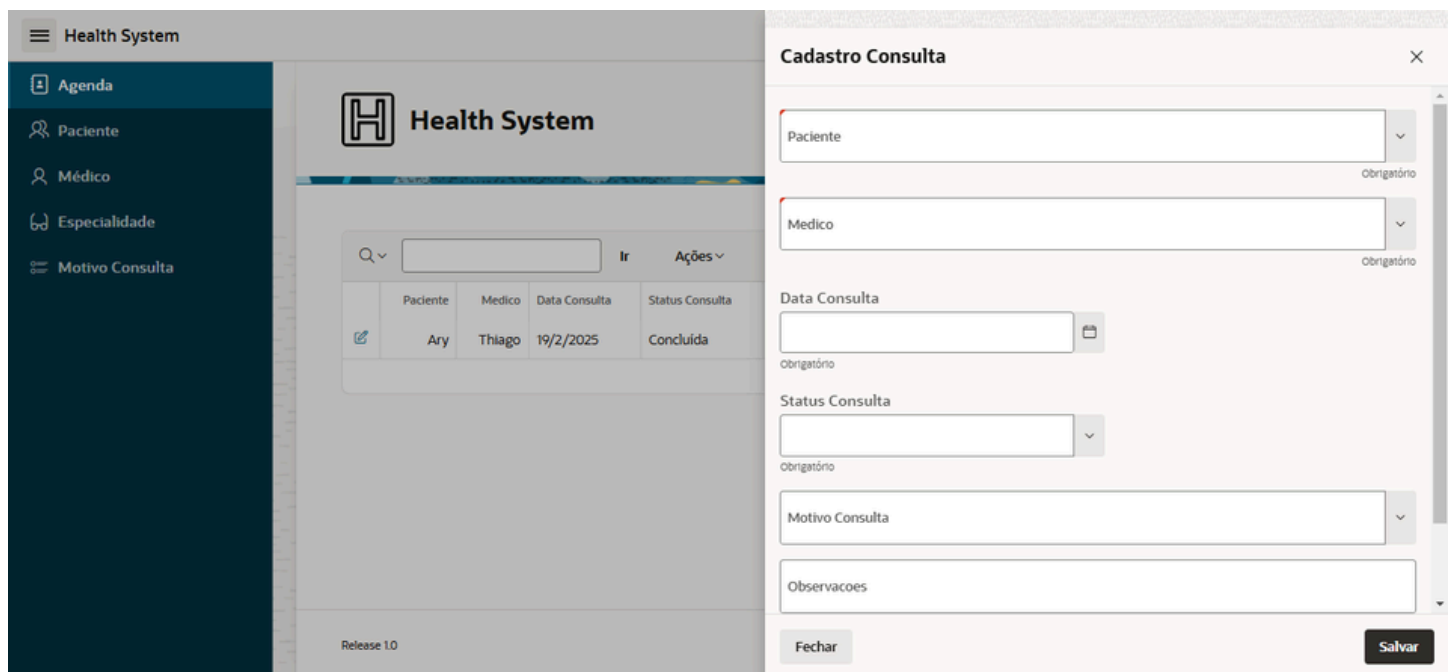 Health System
Agenda
Paciente
Médico
Especialidade
Motivo Consulta
H Health System
Ir Ações
Paciente Medico Data Consulta Status Consulta
Ary Thiago 19/2/2025 Concluída
Release 1.0
Cadastro Consulta
Paciente
Obrigatório
Medico
Obrigatório
Data Consulta
Obrigatório
Status Consulta
Obrigatório
Motivo Consulta
Observacoes
Fechar Salvar